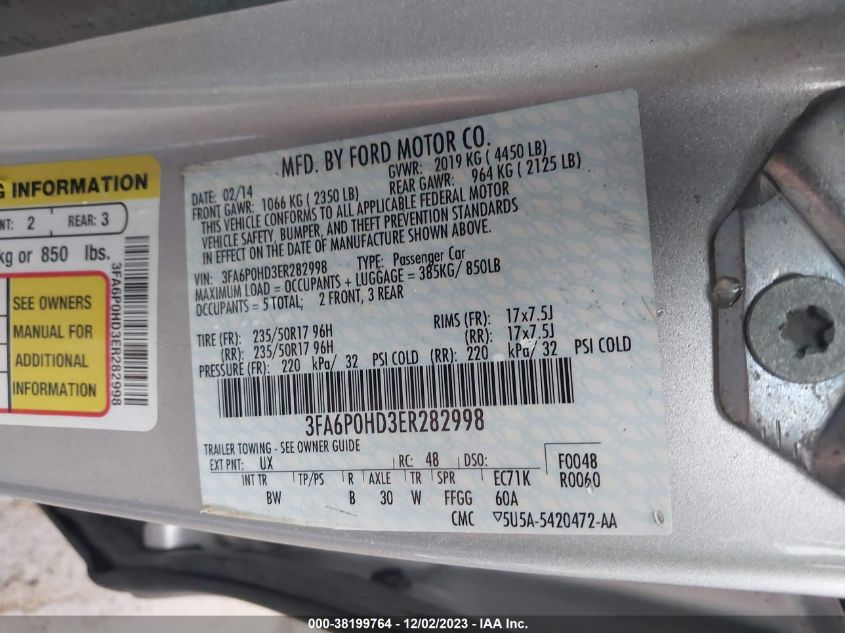 G INFORMATION
NT: 2 REAR: 3
kg or 850 lbs.
SEE OWNERS
MANUAL FOR
ADDITIONAL
INFORMATION
3FA6P0HD3ER282998
MFD. BY FORD MOTOR CO.
DATE: 02/14 GVWR: 2019 KG ( 4450 LB)
FRONT GAWR: 1066 KG ( 2350 LB) REAR GAWR: 964 KG ( 2125 LB)
THIS VEHICLE CONFORMS TO ALL APPLICABLE FEDERAL MOTOR
VEHICLE SAFETY, BUMPER, AND THEFT PREVENTION STANDARDS
IN EFFECT ON THE DATE OF MANUFACTURE SHOWN ABOVE.
VIN: 3FA6P0HD3ER282998 TYPE: Passenger Car
MAXIMUM LOAD = OCCUPANTS + LUGGAGE = 385KG/ 850LB
OCCUPANTS = 5 TOTAL; 2 FRONT, 3 REAR
TIRE (FR): 235/50R17 96H RIMS (FR): 17x7.5J
(RR): 235/50R17 96H (RR): 17x7.5J
PRESSURE (FR): 220 kPa/ 32 PSI COLD (RR): 220 kPa/ 32 PSI COLD
3FA6P0HD3ER282998
TRAILER TOWING - SEE OWNER GUIDE
EXT PNT: UX RC: 48 DSO: F0048
R0060
INT TR TP/PS R AXLE TR SPR EC71K
BW B 30 W FFGG 60A
CMC ▽5U5A-5420472-AA
000-38199764 - 12/02/2023 - IAA Inc.